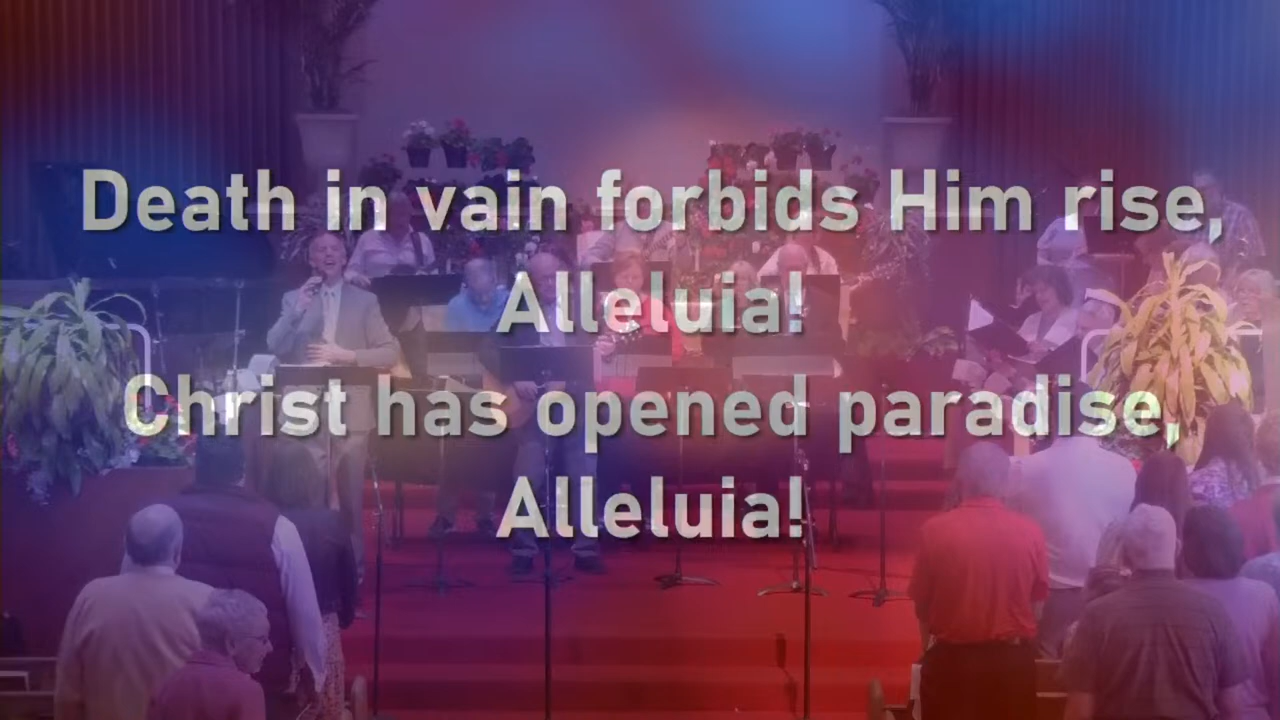 Death in vain forbids Him rise,
Alleluia!
Christ has opened paradise,
Alleluia!